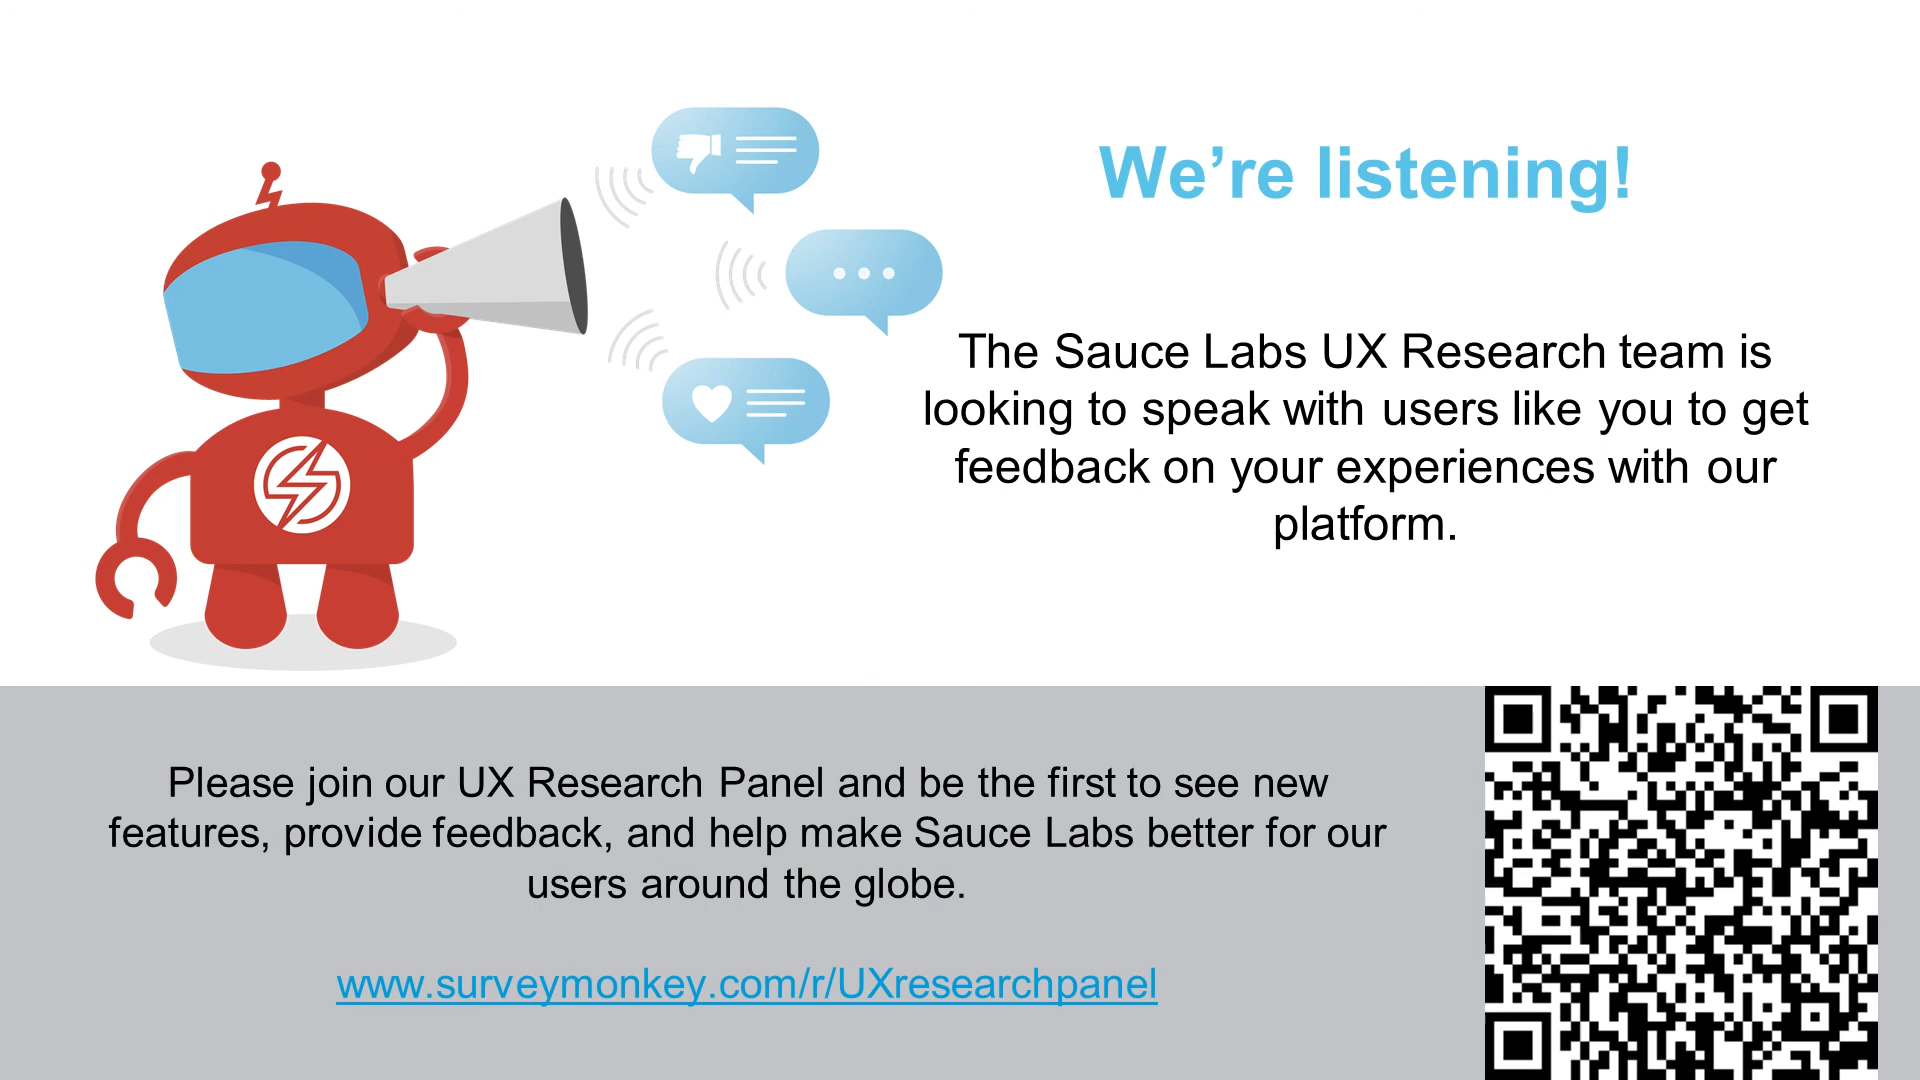 We’re listening!
The Sauce Labs UX Research team is
looking to speak with users like you to get
feedback on your experiences with our
platform.
Please join our UX Research Panel and be the first to see new
features, provide feedback, and help make Sauce Labs better for our
users around the globe.
www.surveymonkey.com/r/UXresearchpanel